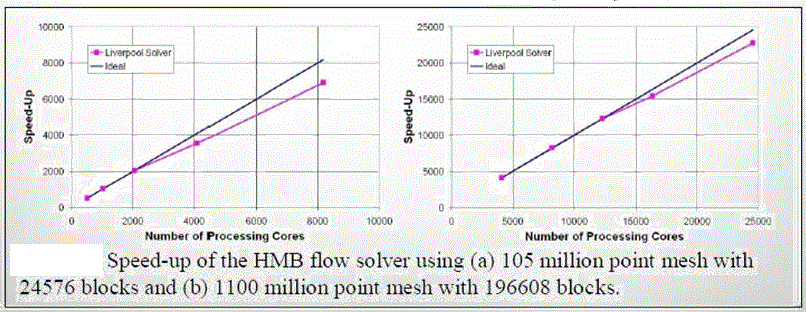 10000
8000
6000
4000
2000
0
Speed-Up
Liverpool Solver
Ideal
0 2000 4000 6000 8000 10000
Number of Processing Cores
25000
20000
15000
10000
5000
0
Speed-Up
Liverpool Solver
Ideal
0 5000 10000 15000 20000 25000
Number of Processing Cores
Speed-up of the HMB flow solver using (a) 105 million point mesh with
24576 blocks and (b) 1100 million point mesh with 196608 blocks.